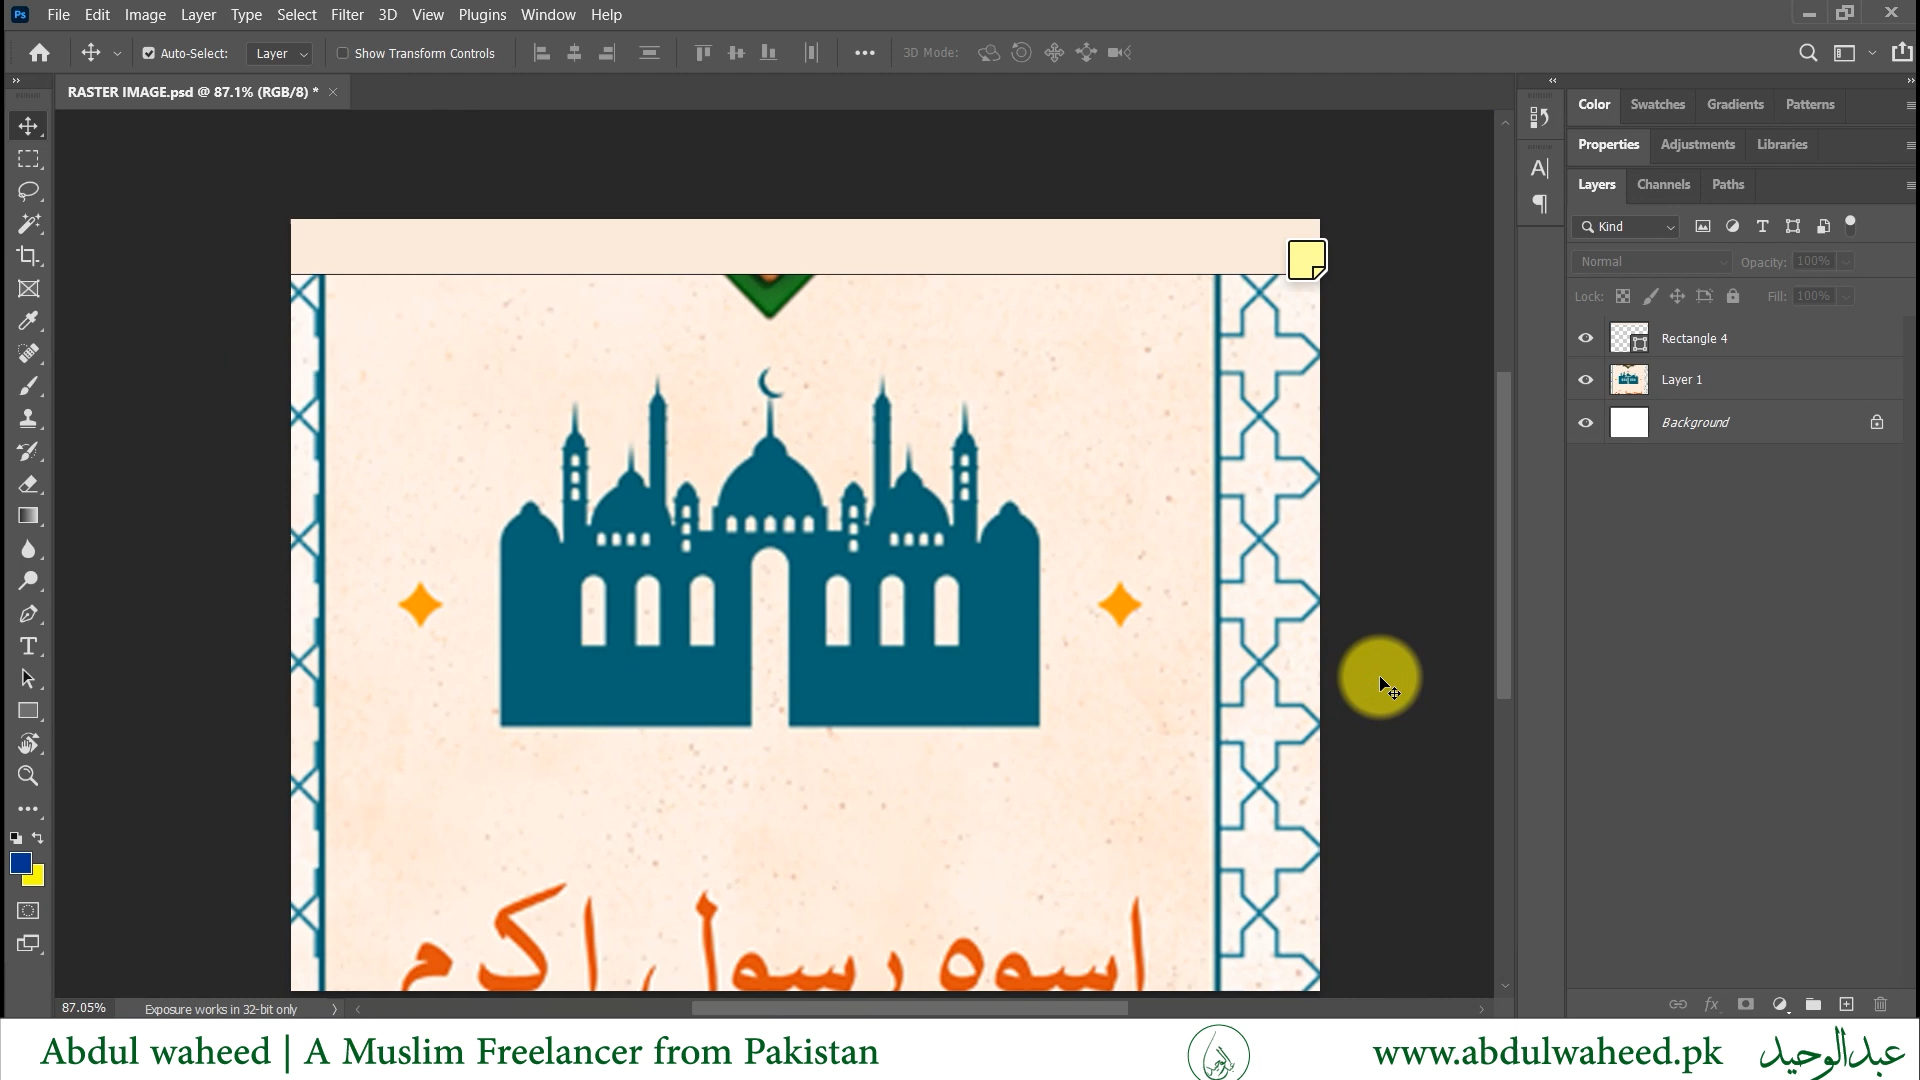 Ps File Edit Image Layer Type Select Filter 3D View Plugins Window Help
Auto-Select: Layer Show Transform Controls 3D Mode:
RASTER IMAGE.psd @ 87.1% (RGB/8) *
Color Swatches Gradients Patterns
Properties Adjustments Libraries
Layers Channels Paths
Kind
Normal Opacity: 100%
Lock: Fill: 100%
Rectangle 4
Layer 1
Background
اسوہ رسول اکرم
87.05% Exposure works in 32-bit only
Abdul waheed | A Muslim Freelancer from Pakistan www.abdulwaheed.pk عبدالوحید